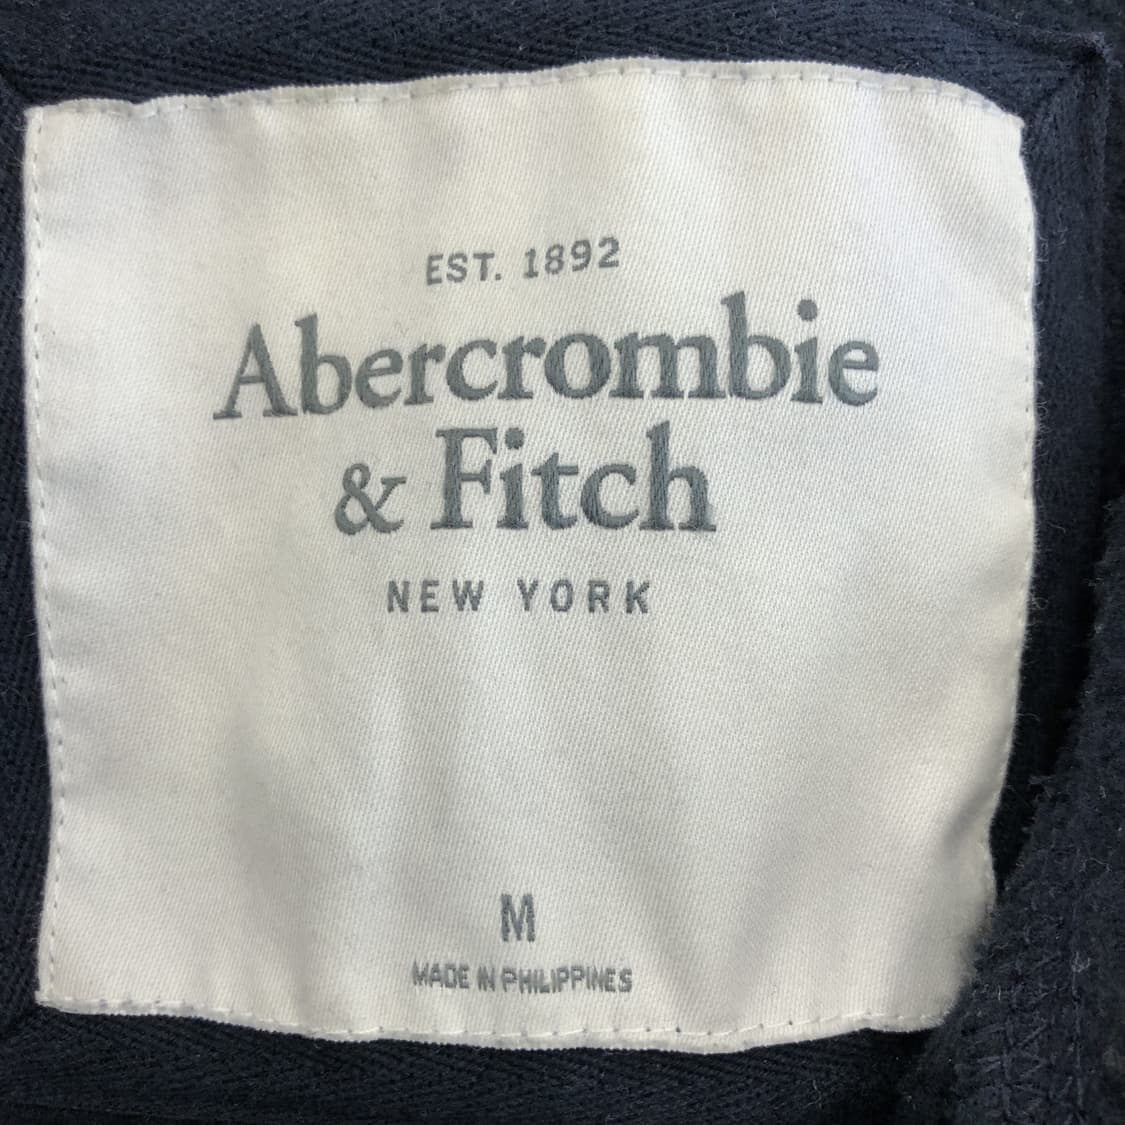 EST. 1892
Abercrombie
& Fitch
NEW YORK
M
MADE IN PHILIPPINES